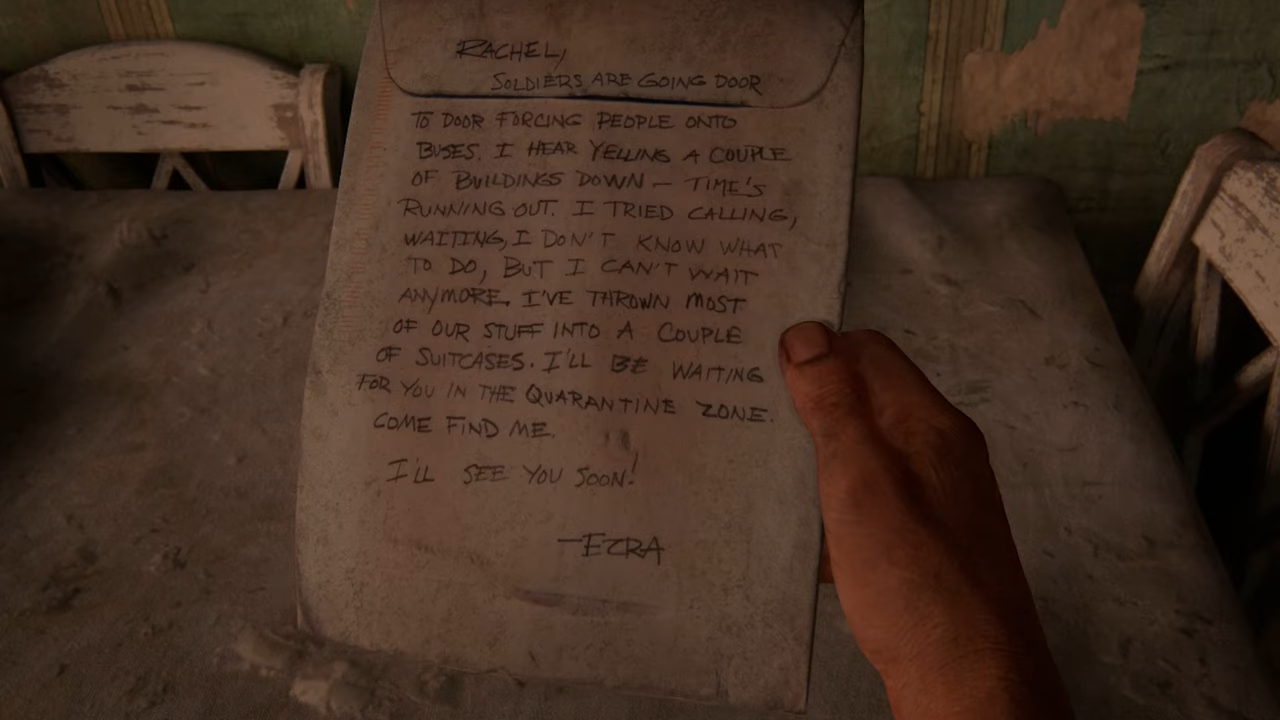 RACHEL,
SOLDIERS ARE GOING DOOR
TO DOOR FORCING PEOPLE ONTO
BUSES. I HEAR YELLING A COUPLE
OF BUILDINGS DOWN – TIME'S
RUNNING OUT. I TRIED CALLING,
WAITING, I DON'T KNOW WHAT
TO DO, BUT I CAN'T WAIT
ANYMORE. I'VE THROWN MOST
OF OUR STUFF INTO A COUPLE
OF SUITCASES. I'LL BE WAITING
FOR YOU IN THE QUARANTINE ZONE.
COME FIND ME.
I'LL SEE YOU SOON!
–EZRA